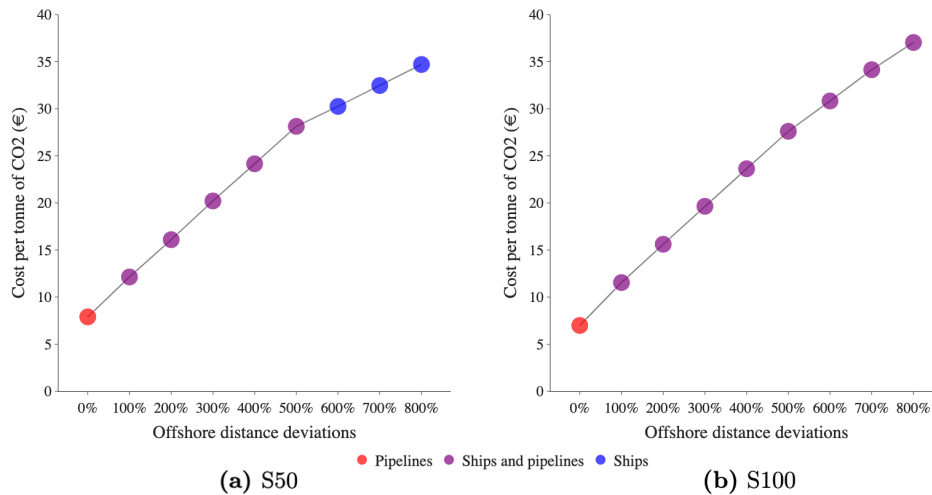 40
35
30
25
20
15
10
5
0
Cost per tonne of CO2 (€)
0% 100% 200% 300% 400% 500% 600% 700% 800%
Offshore distance deviations
40
35
30
25
20
15
10
5
0
Cost per tonne of CO2 (€)
0% 100% 200% 300% 400% 500% 600% 700% 800%
Offshore distance deviations
Pipelines Ships and pipelines Ships
(a) S50
(b) S100